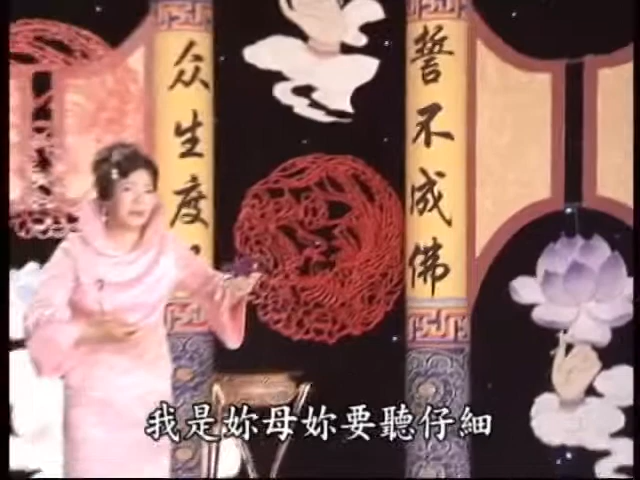 众生度
誓不成佛
我是妳母妳要聽仔細